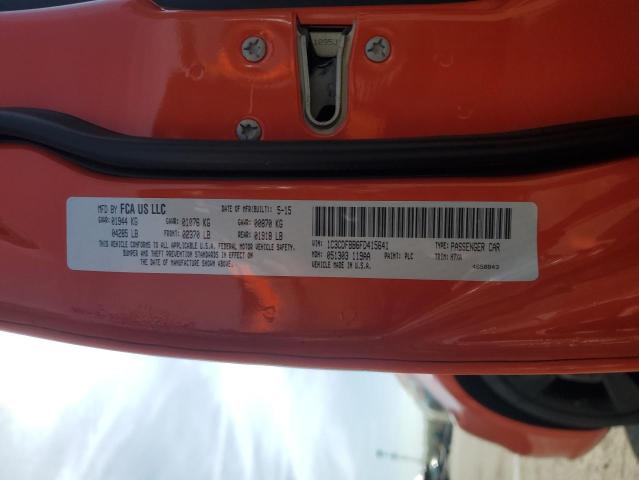 MFD BY FCA US LLC DATE OF MFR(BUILT): 5-15
GVWR: 01944 KG GAWR: 01076 KG GAWR: 00870 KG
04285 LB FRONT: 02370 LB REAR: 01918 LB
THIS VEHICLE CONFORMS TO ALL APPLICABLE U.S.A. FEDERAL MOTOR VEHICLE SAFETY,
BUMPER AND THEFT PREVENTION STANDARDS IN EFFECT ON
THE DATE OF MANUFACTURE SHOWN ABOVE.
VIN: 1C3CDFBB6FD415641 TYPE: PASSENGER CAR
MDH: 051303 119AA PAINT: PLC TRIM: H7XA
VEHICLE MADE IN U.S.A. 4650843